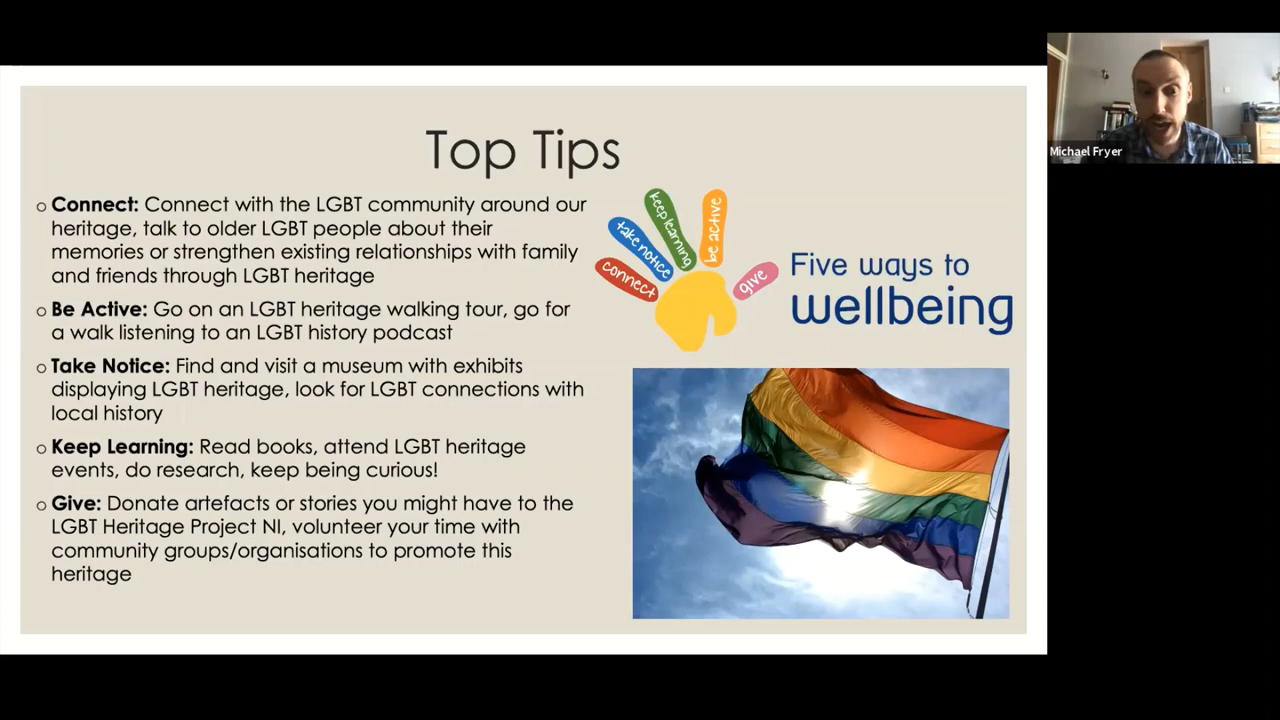 Top Tips
Connect: Connect with the LGBT community around our
heritage, talk to older LGBT people about their
memories or strengthen existing relationships with family
and friends through LGBT heritage
Be Active: Go on an LGBT heritage walking tour, go for
a walk listening to an LGBT history podcast
Take Notice: Find and visit a museum with exhibits
displaying LGBT heritage, look for LGBT connections with
local history
Keep Learning: Read books, attend LGBT heritage
events, do research, keep being curious!
Give: Donate artefacts or stories you might have to the
LGBT Heritage Project NI, volunteer your time with
community groups/organisations to promote this
heritage
connect
take notice
keep learning
be active
give
Five ways to
wellbeing
Michael Fryer